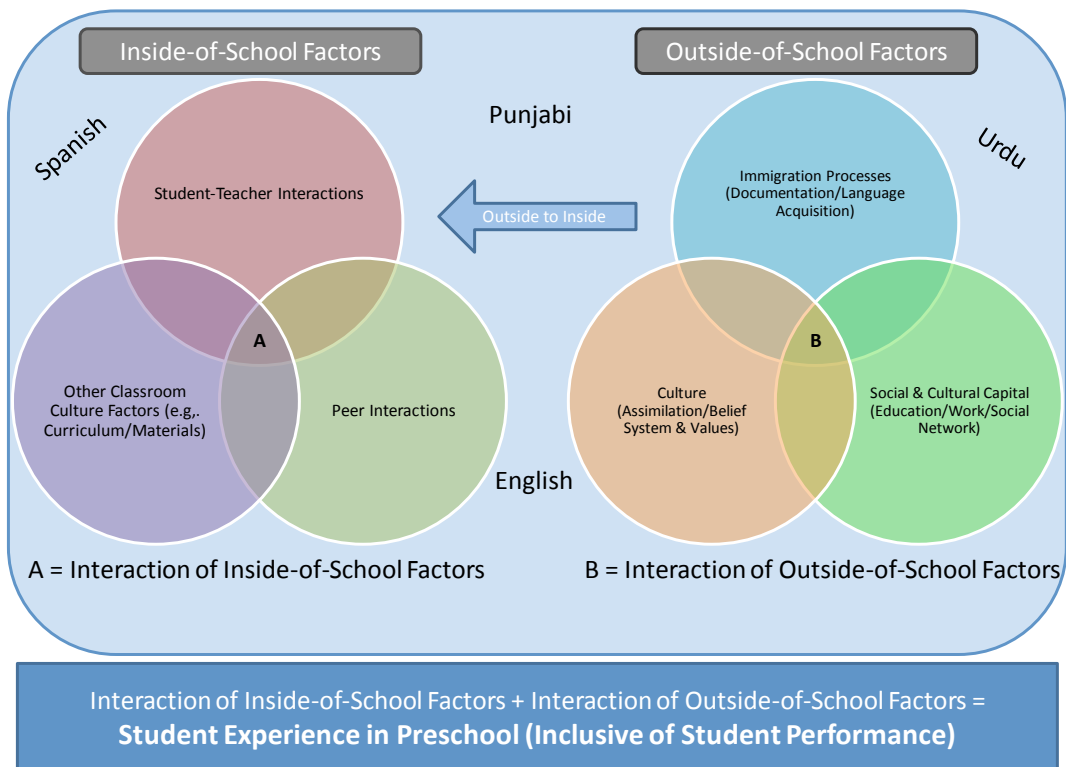 Inside-of-School Factors
Outside-of-School Factors
Spanish
Punjabi
Urdu
Student-Teacher Interactions
Immigration Processes
(Documentation/Language
Acquisition)
Outside to Inside
A
B
Other Classroom
Culture Factors (e.g,.
Curriculum/Materials)
Peer Interactions
Culture
(Assimilation/Belief
System & Values)
Social & Cultural Capital
(Education/Work/Social
Network)
English
A = Interaction of Inside-of-School Factors
B = Interaction of Outside-of-School Factors
Interaction of Inside-of-School Factors + Interaction of Outside-of-School Factors =
Student Experience in Preschool (Inclusive of Student Performance)